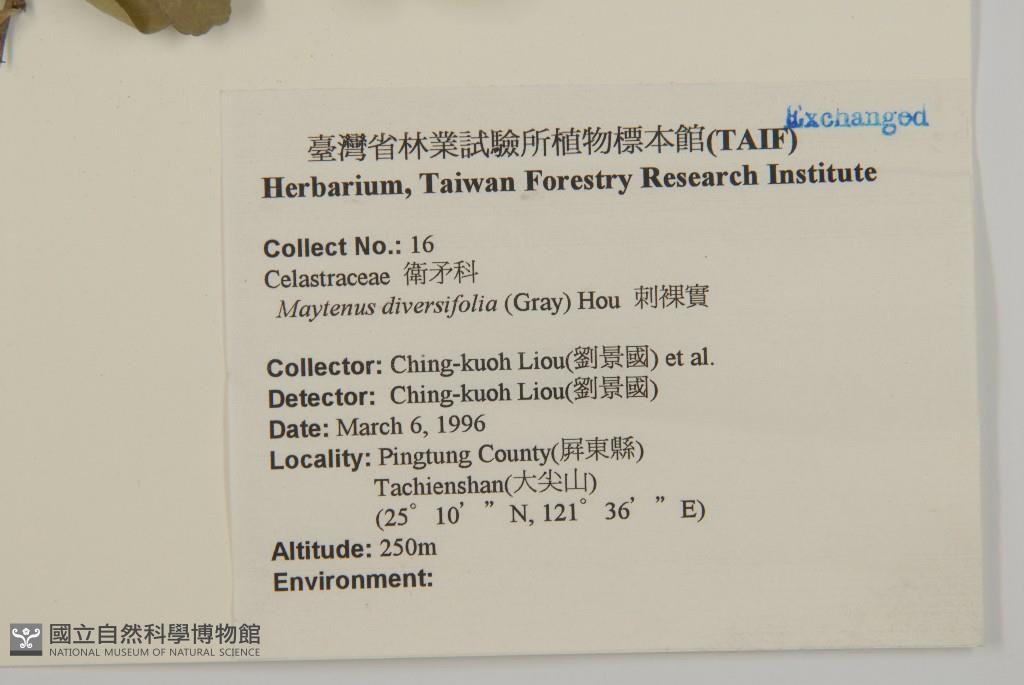 Exchanged
臺灣省林業試驗所植物標本館(TAIF)
Herbarium, Taiwan Forestry Research Institute
Collect No.: 16
Celastraceae 衛矛科
Maytenus diversifolia (Gray) Hou 刺裸實
Collector: Ching-kuoh Liou(劉景國) et al.
Detector: Ching-kuoh Liou(劉景國)
Date: March 6, 1996
Locality: Pingtung County(屏東縣)
Tachienshan(大尖山)
(25° 10’ ” N, 121° 36’ ” E)
Altitude: 250m
Environment:
國立自然科學博物館
NATIONAL MUSEUM OF NATURAL SCIENCE